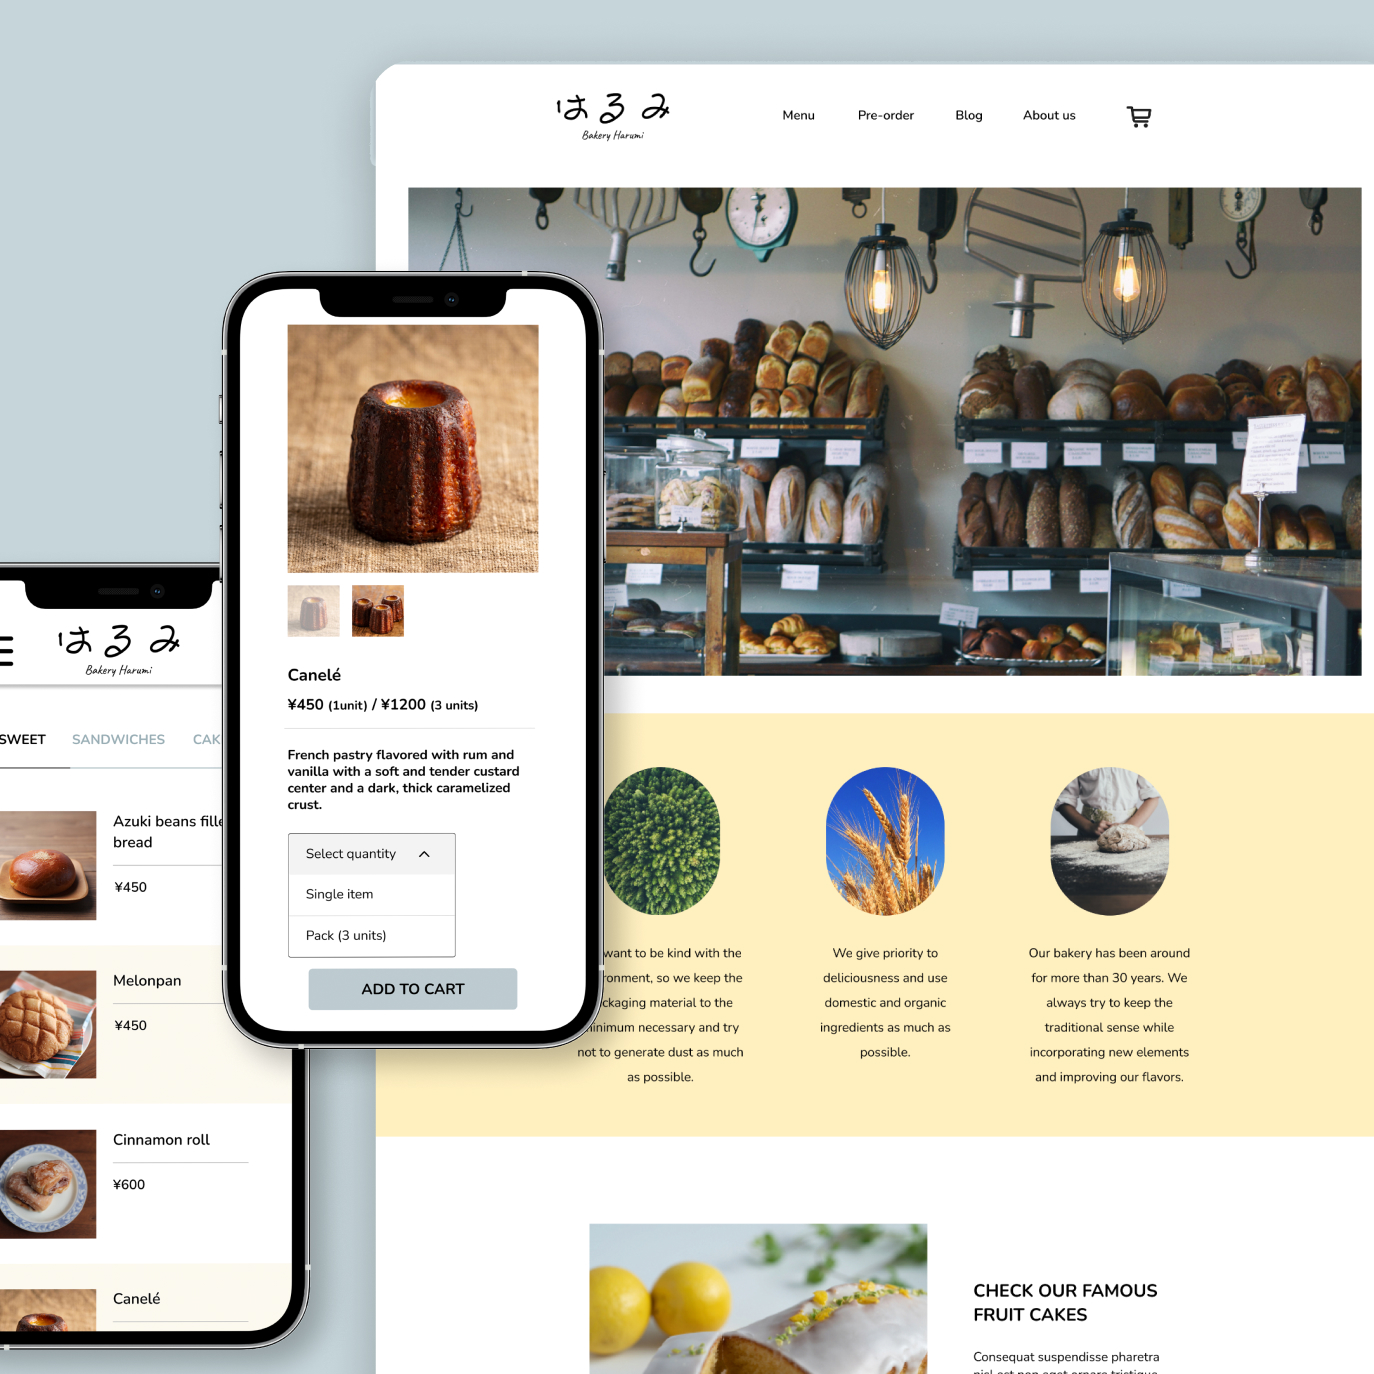 はるみ
Bakery Harumi
Menu
Pre-order
Blog
About us
Canelé
¥450 (1unit) / ¥1200 (3 units)
French pastry flavored with rum and
vanilla with a soft and tender custard
center and a dark, thick caramelized
crust.
Select quantity
Single item
Pack (3 units)
ADD TO CART
はるみ
Bakery Harumi
SWEET
SANDWICHES
CAK
Azuki beans fille
bread
¥450
Melonpan
¥450
Cinnamon roll
¥600
Canelé
want to be kind with the
ronment, so we keep the
ckaging material to the
inimum necessary and try
not to generate dust as much
as possible.
We give priority to
deliciousness and use
domestic and organic
ingredients as much as
possible.
Our bakery has been around
for more than 30 years. We
always try to keep the
traditional sense while
incorporating new elements
and improving our flavors.
CHECK OUR FAMOUS
FRUIT CAKES
Consequat suspendisse pharetra